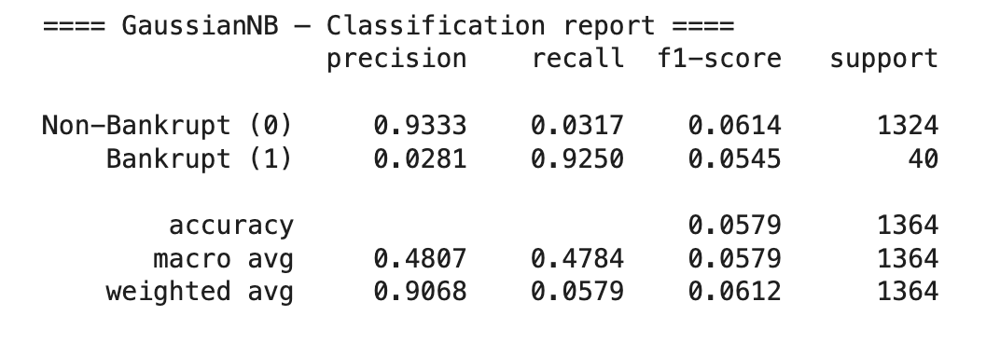 ==== GaussianNB — Classification report ====
precision recall f1-score support
Non-Bankrupt (0) 0.9333 0.0317 0.0614 1324
Bankrupt (1) 0.0281 0.9250 0.0545 40
accuracy 0.0579 1364
macro avg 0.4807 0.4784 0.0579 1364
weighted avg 0.9068 0.0579 0.0612 1364